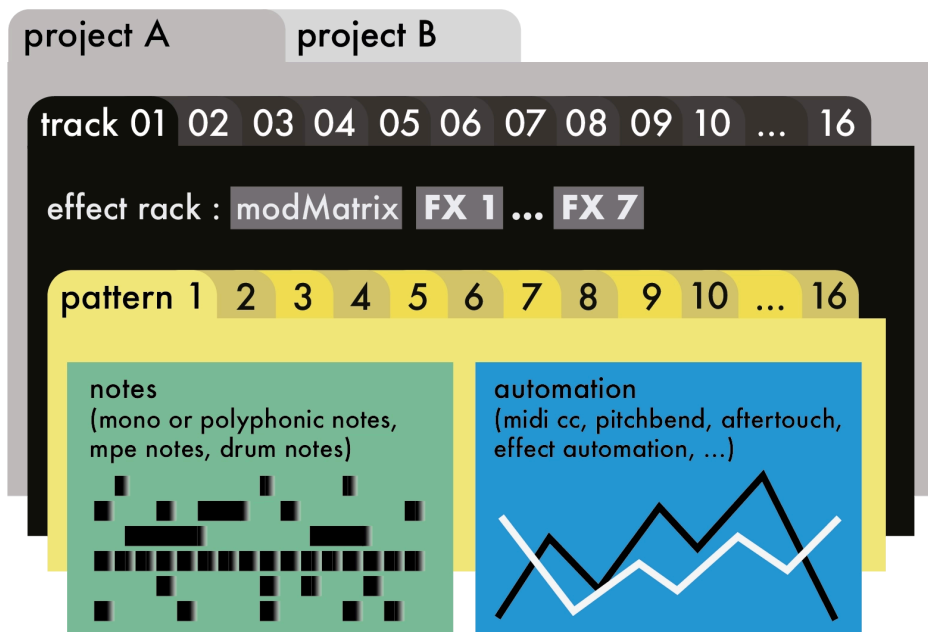 project A project B
track 01 02 03 04 05 06 07 08 09 10 ... 16
effect rack : modMatrix FX 1 ... FX 7
pattern 1 2 3 4 5 6 7 8 9 10 ... 16
notes
(mono or polyphonic notes,
mpe notes, drum notes)
automation
(midi cc, pitchbend, aftertouch,
effect automation, ...)